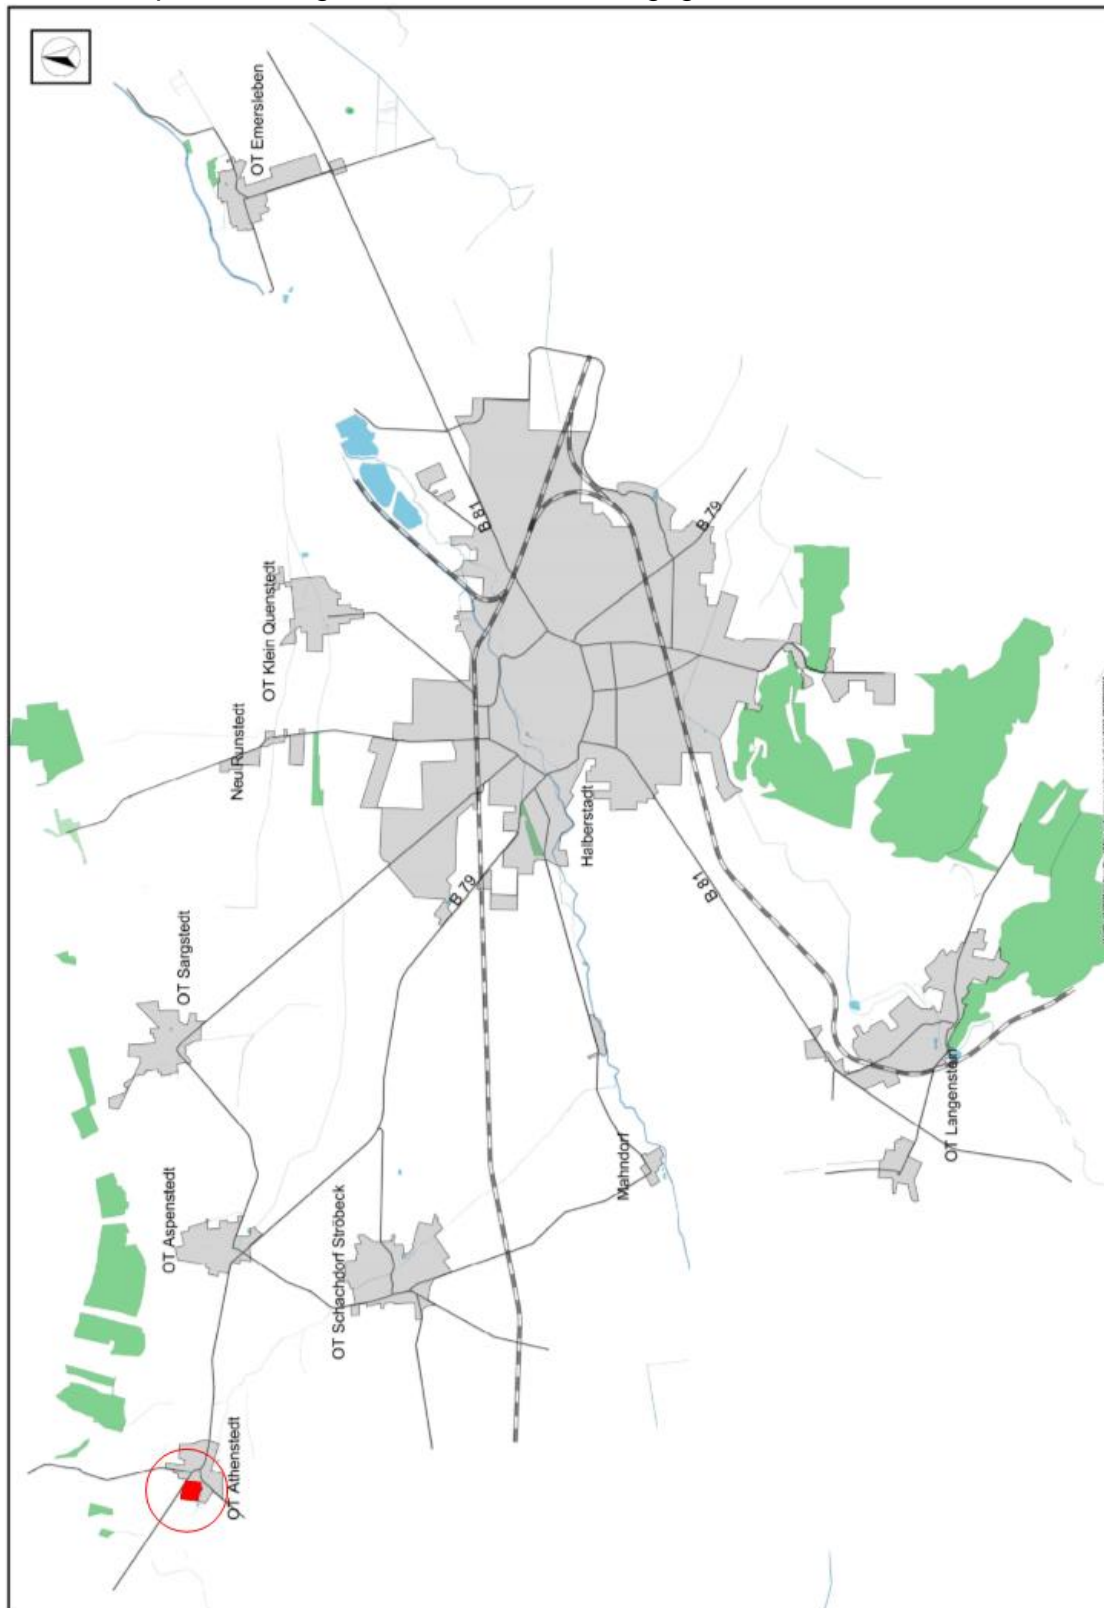 OT Emersleben
B 81
B 79
OT Klein Quenstedt
Neu Runstedt
Halberstadt
B 79
B 81
OT Sargstedt
OT Langenstein
Mahndorf
OT Aspenstedt
OT Schachdorf Ströbeck
OT Athenstedt